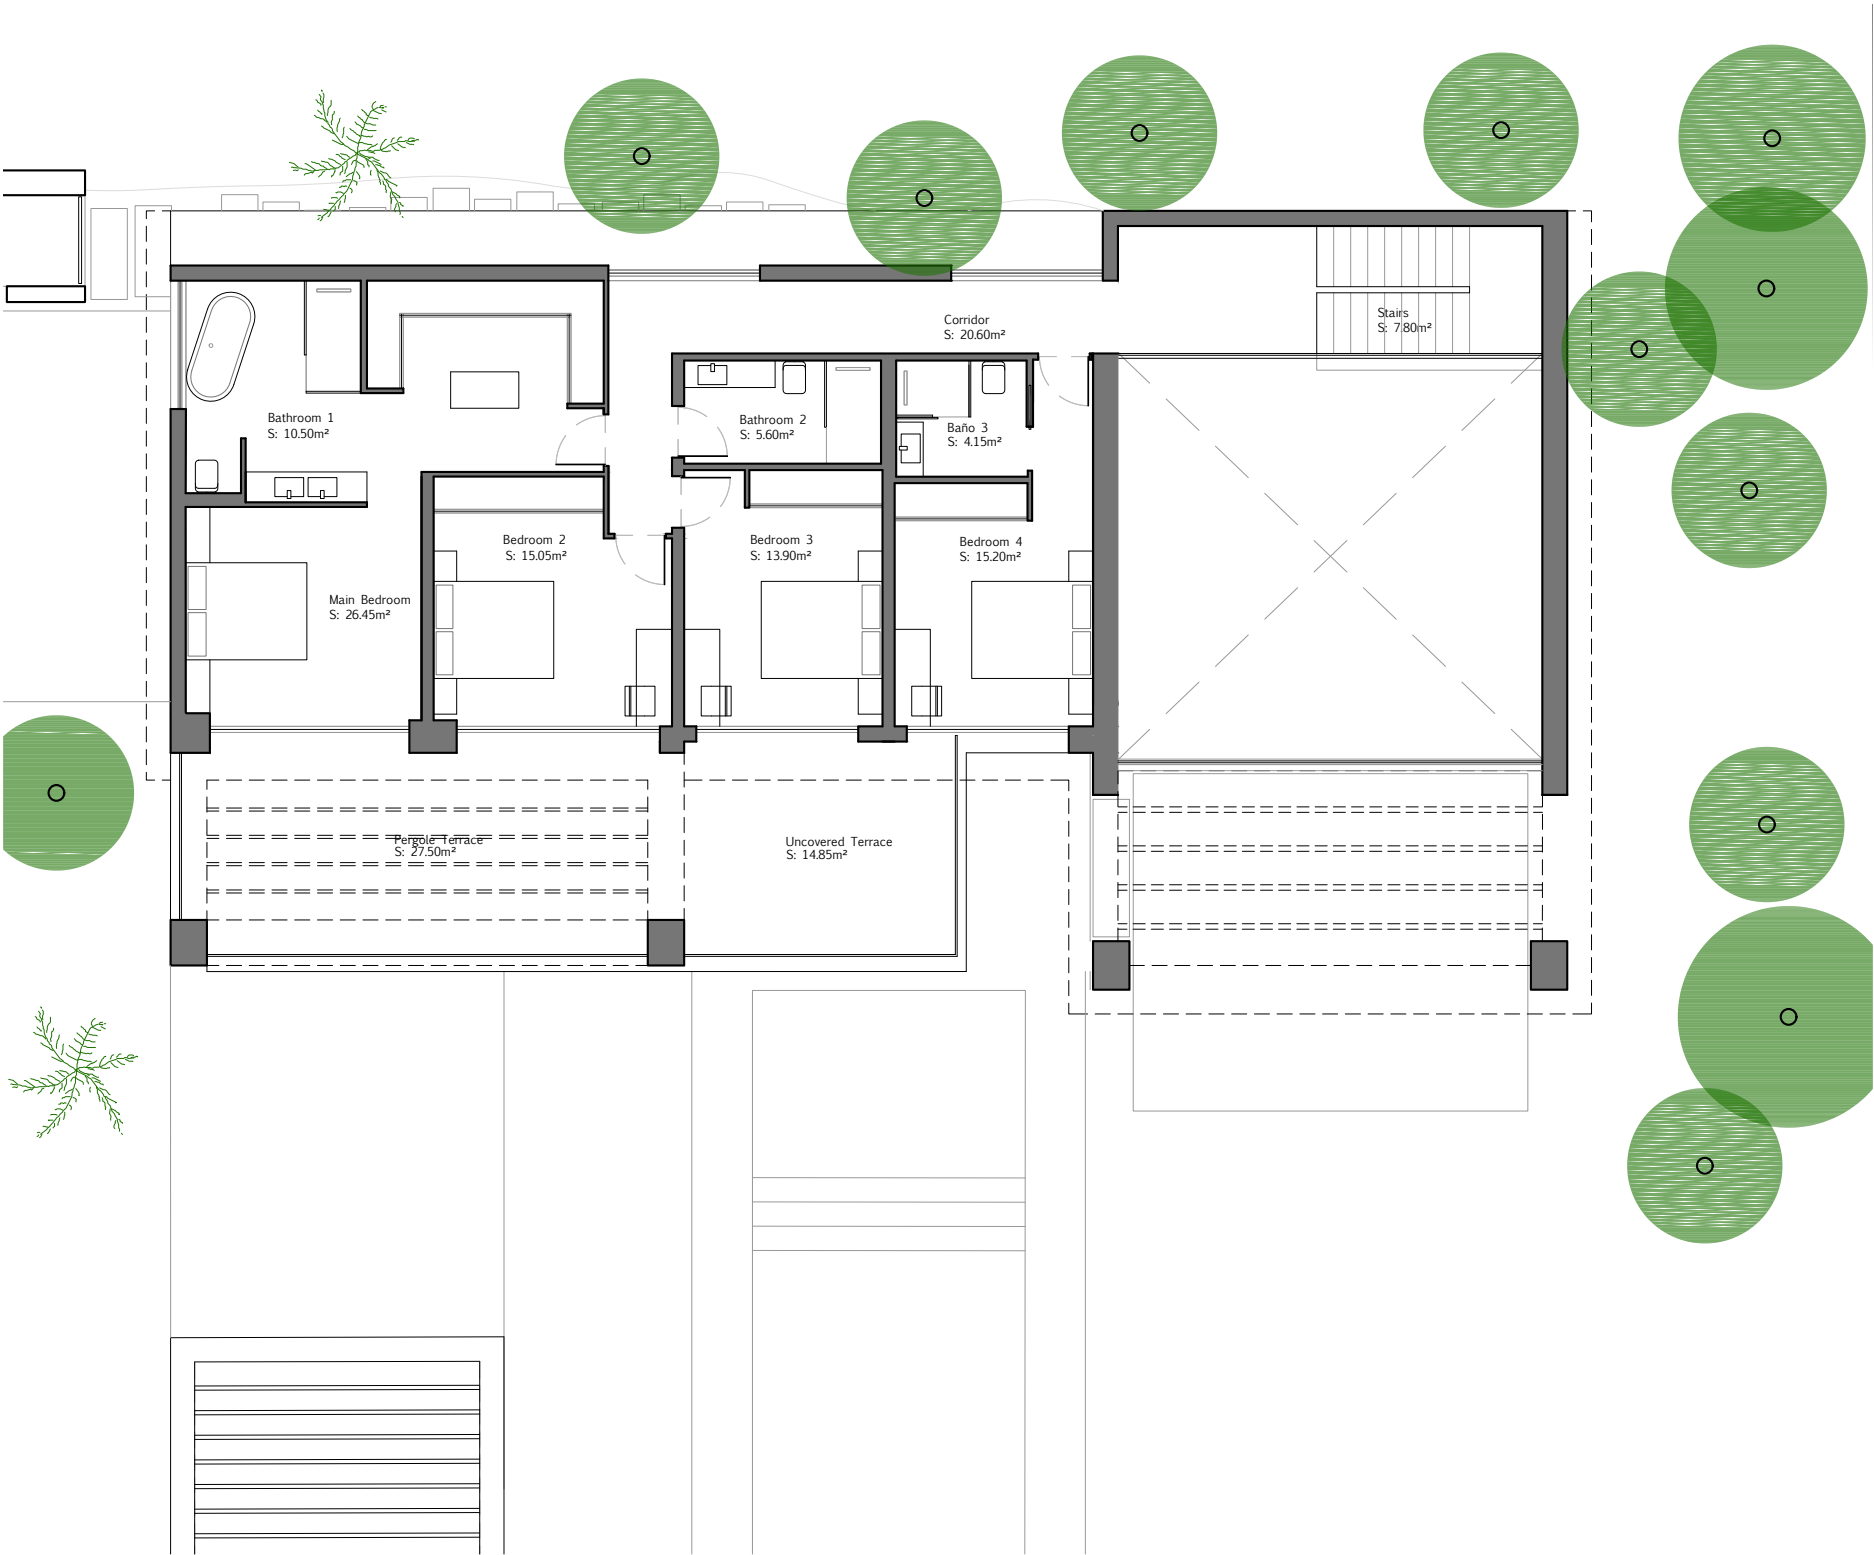 Corridor
S: 20.60m²
Stairs
S: 7.80m²
Bathroom 1
S: 10.50m²
Bathroom 2
S: 5.60m²
Baño 3
S: 4.15m²
Bedroom 2
S: 15.05m²
Bedroom 3
S: 13.90m²
Bedroom 4
S: 15.20m²
Main Bedroom
S: 26.45m²
Pergole Terrace
S: 27.50m²
Uncovered Terrace
S: 14.85m²